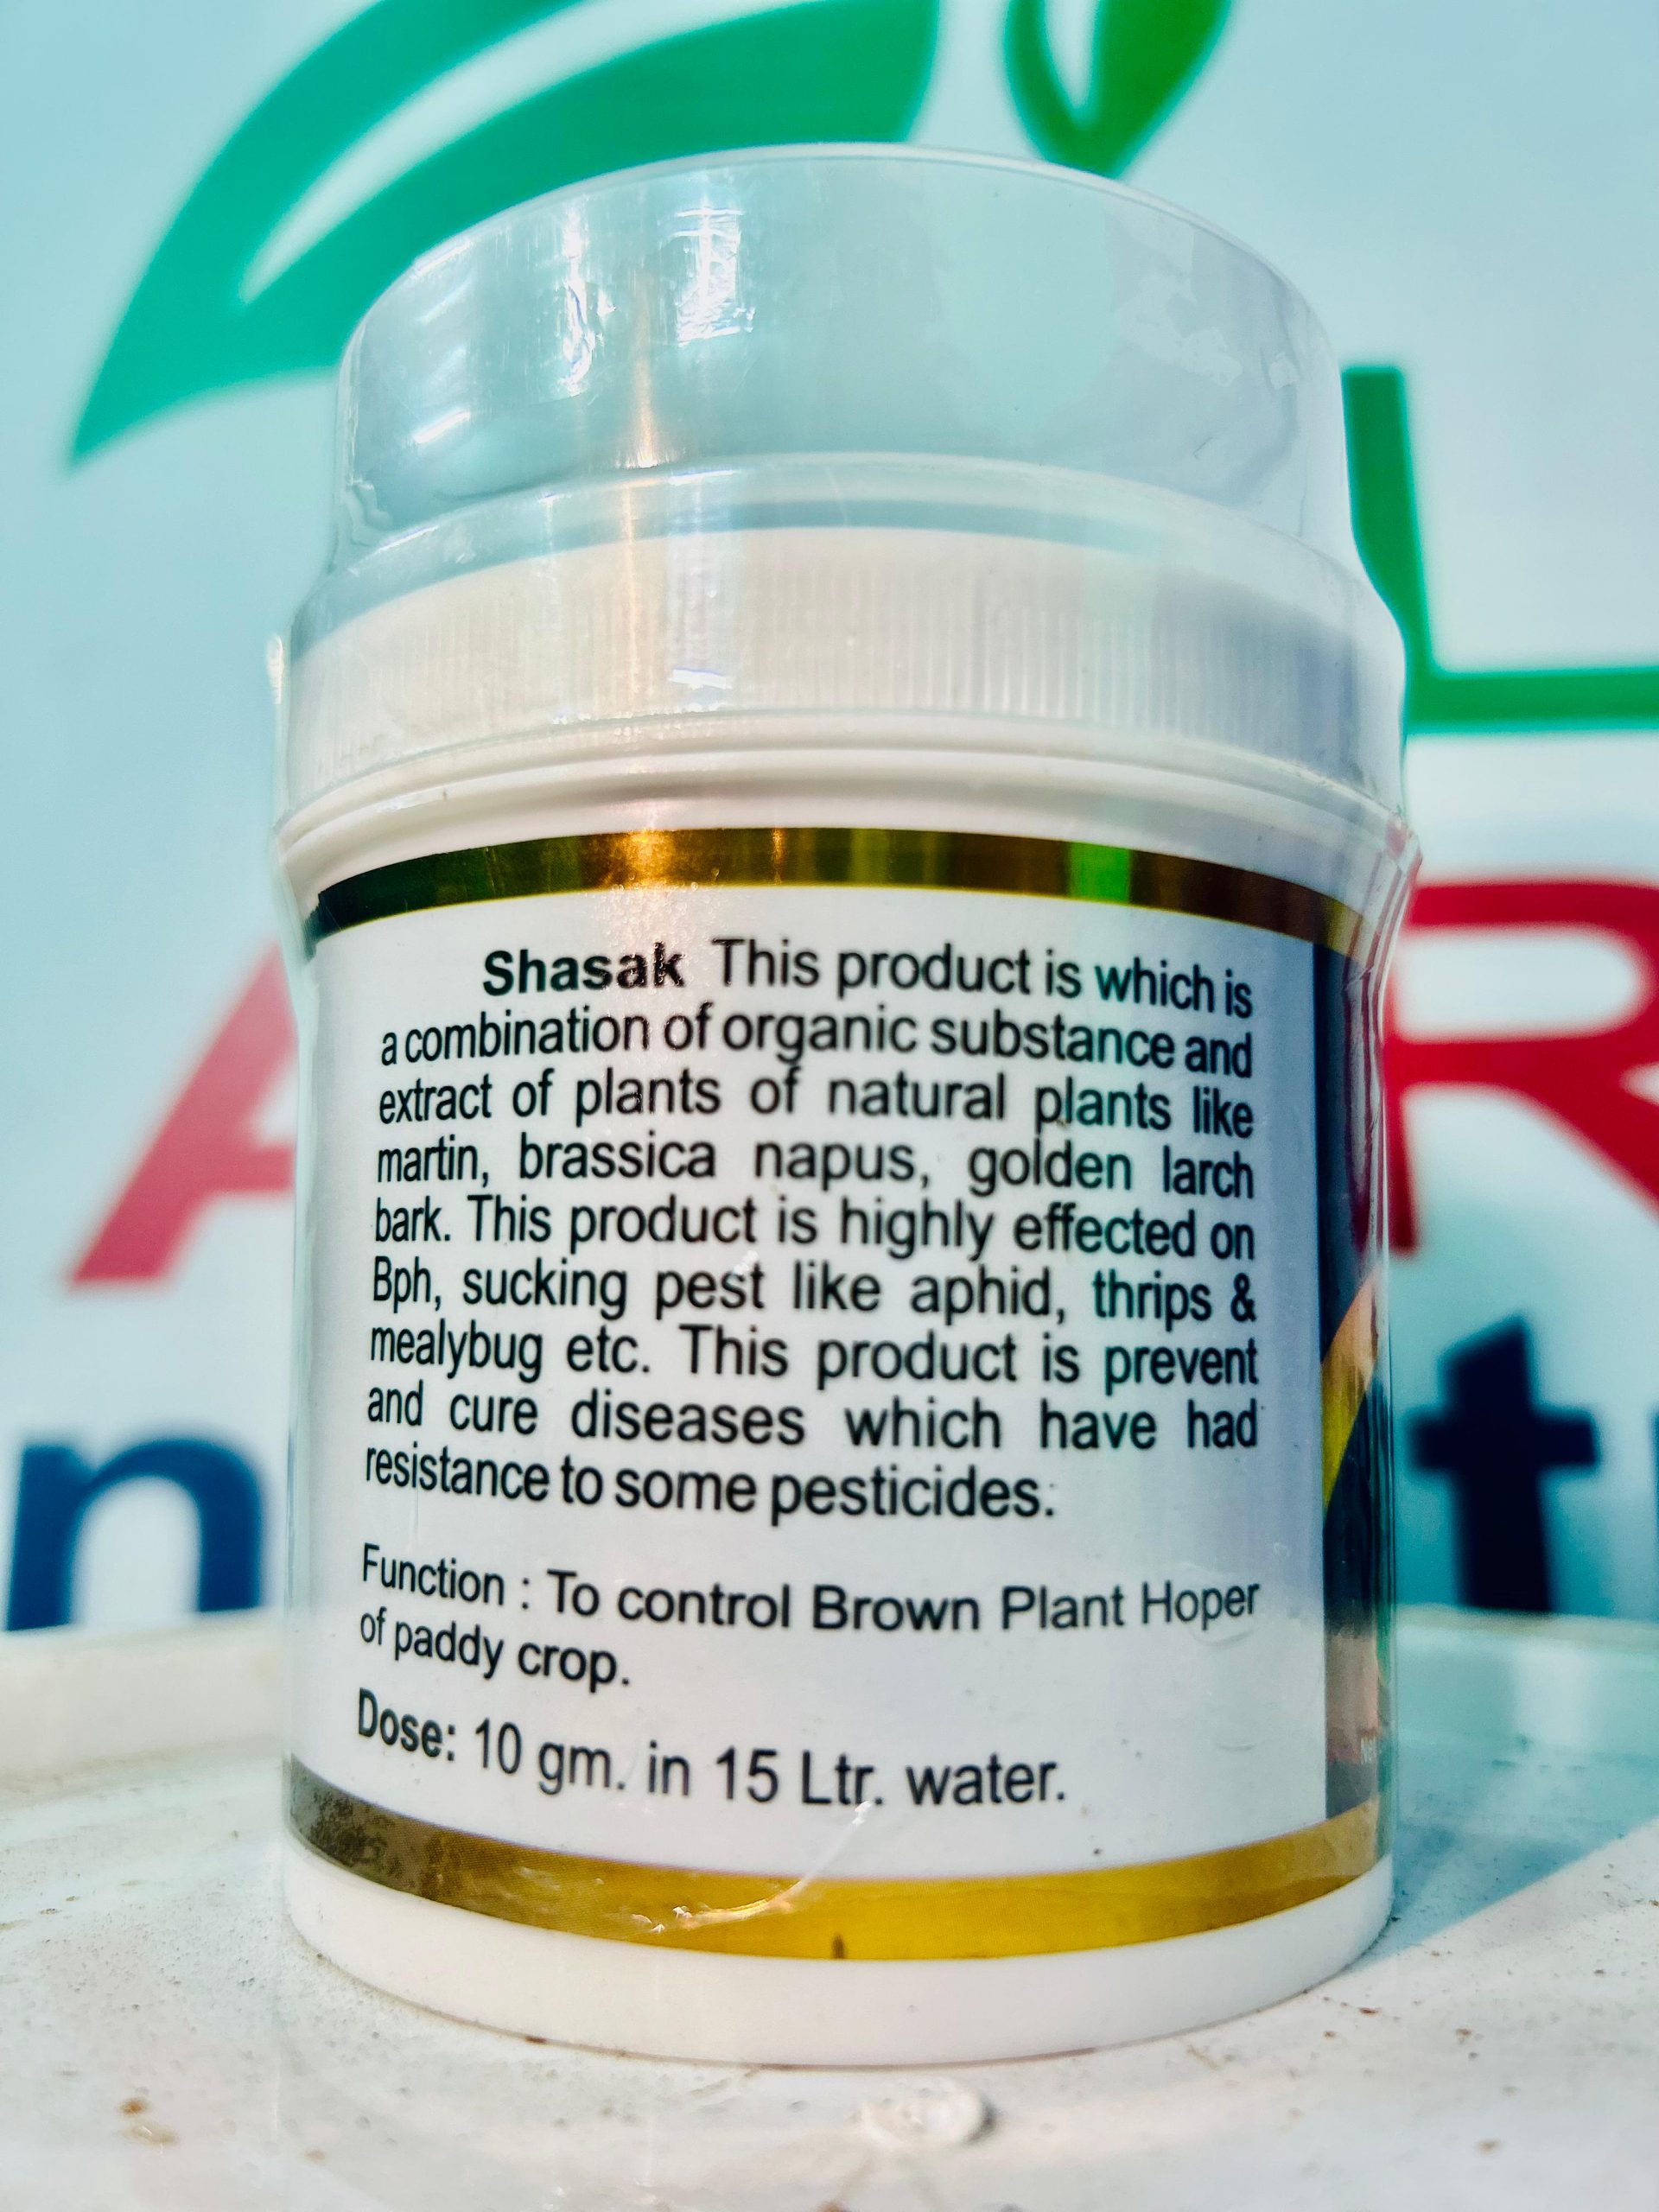 Shasak This product is which is
a combination of organic substance and
extract of plants of natural plants like
martin, brassica napus, golden larch
bark. This product is highly effected on
Bph, sucking pest like aphid, thrips &
mealybug etc. This product is prevent
and cure diseases which have had
resistance to some pesticides.
Function : To control Brown Plant Hoper
of paddy crop.
Dose: 10 gm. in 15 Ltr. water.